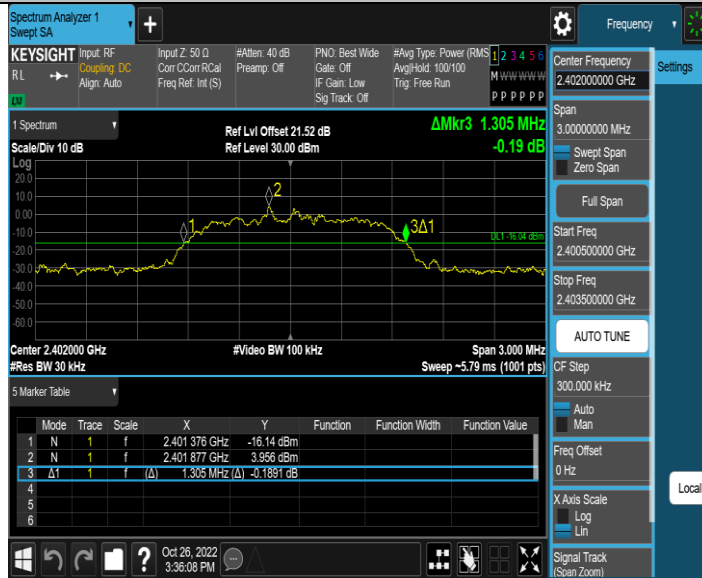 Spectrum Analyzer 1
Swept SA
Frequency
KEYSIGHT
RL
Input: RF
Coupling: DC
Align: Auto
Input Z: 50 Ω
Corr CCorr RCal
Freq Ref: Int (S)
#Atten: 40 dB
Preamp: Off
PNO: Best Wide
Gate: Off
IF Gain: Low
Sig Track: Off
#Avg Type: Power (RMS
Avg|Hold: 100/100
Trig: Free Run
1 2 3 4 5 6
M W W W W W
P P P P P P
LNI
1 Spectrum
Scale/Div 10 dB
Ref Lvl Offset 21.52 dB
Ref Level 30.00 dBm
ΔMkr3 1.305 MHz
-0.19 dB
Log
20.0
10.0
0.00
-10.0
-20.0
-30.0
-40.0
-50.0
-60.0
1
2
3Δ1
DL1 -16.04 dBm
Center 2.402000 GHz
#Res BW 30 kHz
#Video BW 100 kHz
Span 3.000 MHz
Sweep ~5.79 ms (1001 pts)
5 Marker Table
Mode Trace Scale X Y Function Function Width Function Value
1 N 1 f 2.401 376 GHz -16.14 dBm
2 N 1 f 2.401 877 GHz 3.956 dBm
3 Δ1 1 f (Δ) 1.305 MHz (Δ) -0.1891 dB
4
5
6
?
Oct 26, 2022
3:36:08 PM
Center Frequency
2.402000000 GHz
Span
3.00000000 MHz
Swept Span
Zero Span
Full Span
Start Freq
2.400500000 GHz
Stop Freq
2.403500000 GHz
AUTO TUNE
CF Step
300.000 kHz
Auto
Man
Freq Offset
0 Hz
X Axis Scale
Log
Lin
Signal Track
(Span Zoom)
Settings
Local